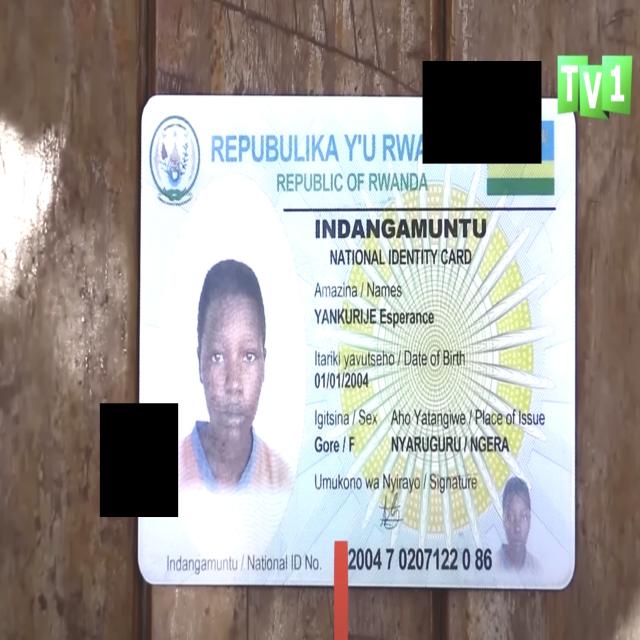 TV1
REPUBULIKA Y'U RWA
REPUBLIC OF RWANDA
INDANGAMUNTU
NATIONAL IDENTITY CARD
Amazina / Names
YANKURIJE Esperance
Itariki yavutseho / Date of Birth
01/01/2004
Igitsina / Sex Aho Yatangiwe / Place of Issue
Gore / F NYARUGURU / NGERA
Umukono wa Nyirayo / Signature
Indangamuntu / National ID No. 2004 7 0207122 0 86